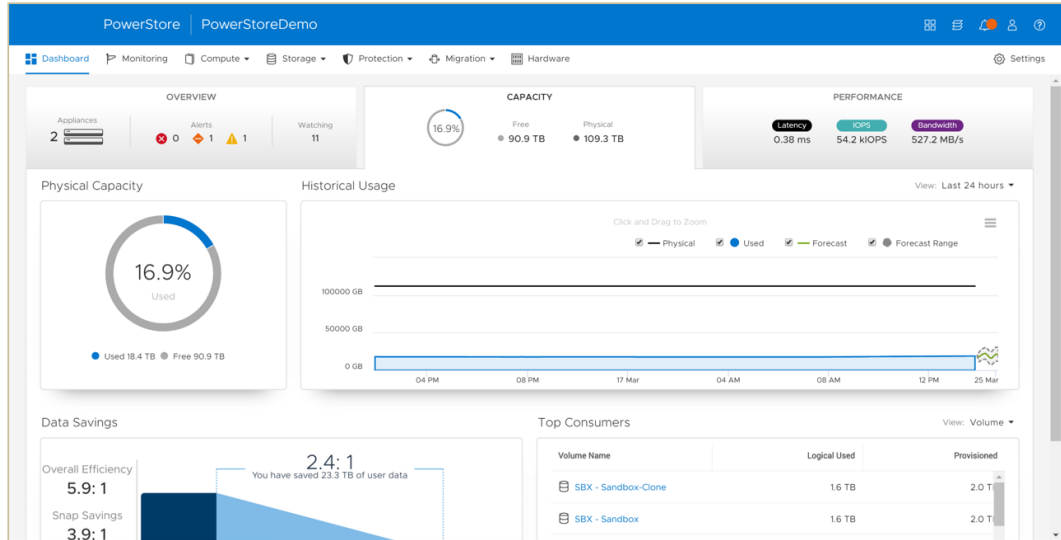 PowerStore | PowerStoreDemo
Dashboard Monitoring Compute Storage Protection Migration Hardware Settings
OVERVIEW
Appliances
2
Alerts
0 1 1
Watching
11
CAPACITY
16.9%
Free
90.9 TB
Physical
109.3 TB
PERFORMANCE
Latency IOPS Bandwidth
0.38 ms 54.2 kIOPS 527.2 MB/s
Physical Capacity
16.9%
Used
Used 18.4 TB Free 90.9 TB
Historical Usage
View: Last 24 hours
Click and Drag to Zoom
Physical Used Forecast Forecast Range
100000 GB
50000 GB
0 GB
04 PM 08 PM 17 Mar 04 AM 08 AM 12 PM 25 Mar
Data Savings
Overall Efficiency
5.9: 1
Snap Savings
3.9: 1
2.4: 1
You have saved 23.3 TB of user data
Top Consumers
View: Volume
Volume Name Logical Used Provisioned
SBX - Sandbox-Clone 1.6 TB 2.0 T
SBX - Sandbox 1.6 TB 2.0 T